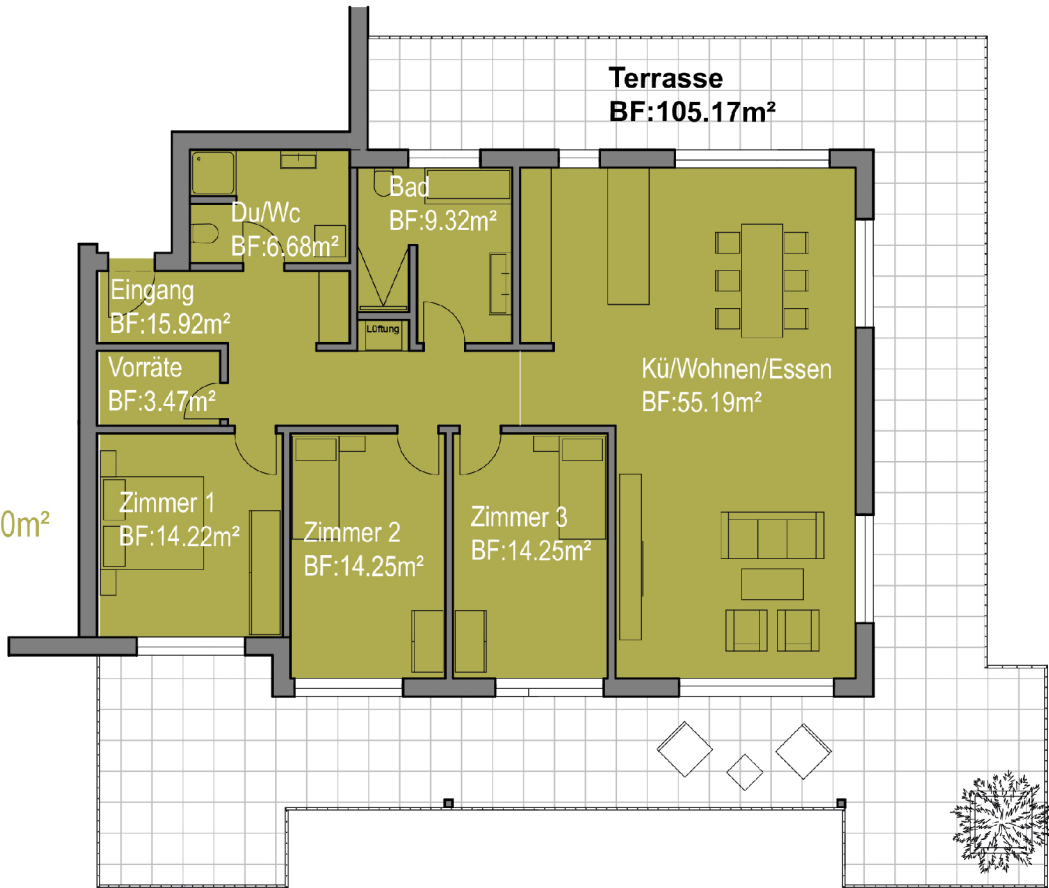 Terrasse
BF:105.17m²
Bad
BF:9.32m²
Du/Wc
BF:6.68m²
Eingang
BF:15.92m²
Lüftung
Vorräte
BF:3.47m²
Kü/Wohnen/Essen
BF:55.19m²
Zimmer 1
BF:14.22m²
Zimmer 2
BF:14.25m²
Zimmer 3
BF:14.25m²
0m²